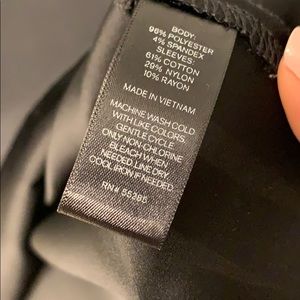 BODY:
96% POLYESTER
4% SPANDEX
SLEEVES:
61% COTTON
29% NYLON
10% RAYON
MADE IN VIETNAM
MACHINE WASH COLD
WITH LIKE COLORS.
GENTLE CYCLE.
ONLY NON-CHLORINE
BLEACH WHEN
NEEDED. LINE DRY.
COOL IRON IF NEEDED.
RN#